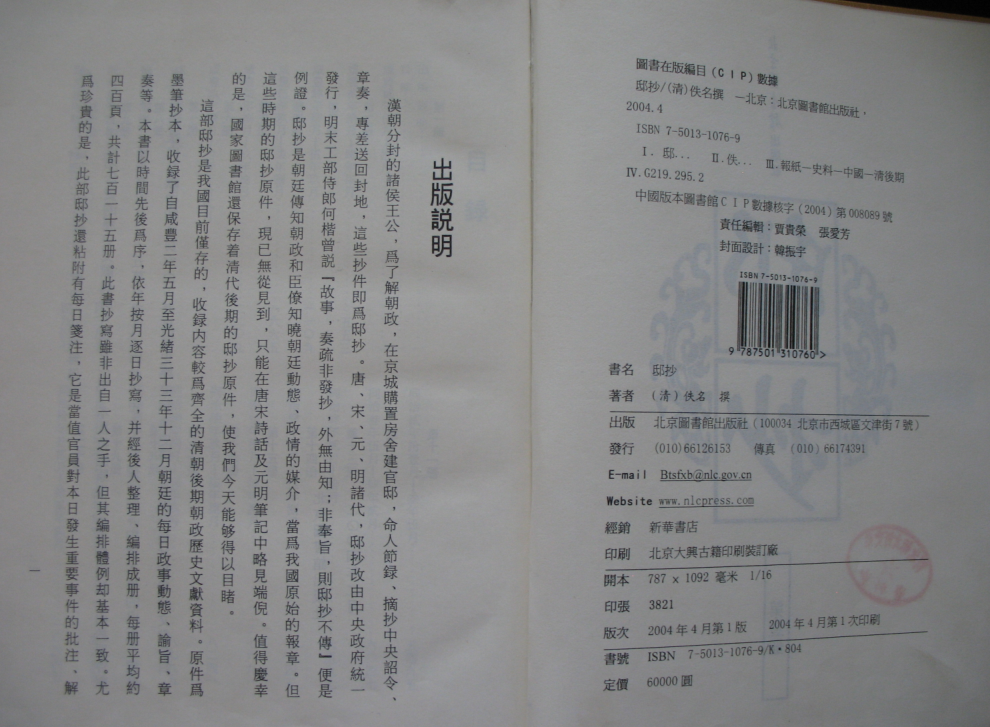 出版説明
漢朝分封的諸侯王公，爲了解朝政，在京城購置房舍建官邸，命人節録、摘抄中央詔令、
章奏，專差送回封地，這些抄件即爲邸抄。唐、宋、元、明諸代，邸抄改由中央政府統一
發行，明末工部侍郎何楷曾説『故事，奏疏非發抄，外無由知；非奉旨，則邸抄不傳』便是
例證。邸抄是朝廷傳知朝政和臣僚知曉朝廷動態、政情的媒介，當爲我國原始的報章。但
這些時期的邸抄原件，現已無從見到，只能在唐宋詩話及元明筆記中略見端倪。值得慶幸
的是，國家圖書館還保存着清代後期的邸抄原件，使我們今天能够得以目睹。
這部邸抄是我國目前僅存的，收録内容較爲齊全的清朝後期朝政歷史文獻資料。原件爲
墨筆抄本，收録了自咸豐二年五月至光緒三十三年十二月朝廷的每日政事動態、諭旨、章
奏等。本書以時間先後爲序，依年按月逐日抄寫，并經後人整理、編排成册，每册平均約
四百頁，共計七百一十五册。此書抄寫雖非出自一人之手，但其編排體例却基本一致。尤
爲珍貴的是，此部邸抄還粘附有每日箋注，它是當值官員對本日發生重要事件的批注、解
一
圖書在版編目(CIP)數據
邸抄/(清)佚名撰 —北京：北京圖書館出版社，
2004.4
ISBN 7-5013-1076-9
Ⅰ. 邸… Ⅱ.佚… Ⅲ.報紙—史料—中國—清後期
Ⅳ.G219.295.2
中國版本圖書館CIP數據核字(2004)第008089號
責任編輯：賈貴榮 張愛芳
封面設計：韓振宇
ISBN 7-5013-1076-9
9 787501 310760>
書名 邸抄
著者 (清)佚名 撰
出版 北京圖書館出版社(100034 北京市西城區文津街7號)
發行 (010)66126153 傳真 (010)66174391
E-mail Btsfxb@nlc.gov.cn
Website www.nlcpress.com
經銷 新華書店
印刷 北京大興古籍印刷裝訂廠
開本 787×1092毫米 1/16
印張 3821
版次 2004年4月第1版 2004年4月第1次印刷
書號 ISBN 7-5013-1076-9/K·804
定價 60000圓